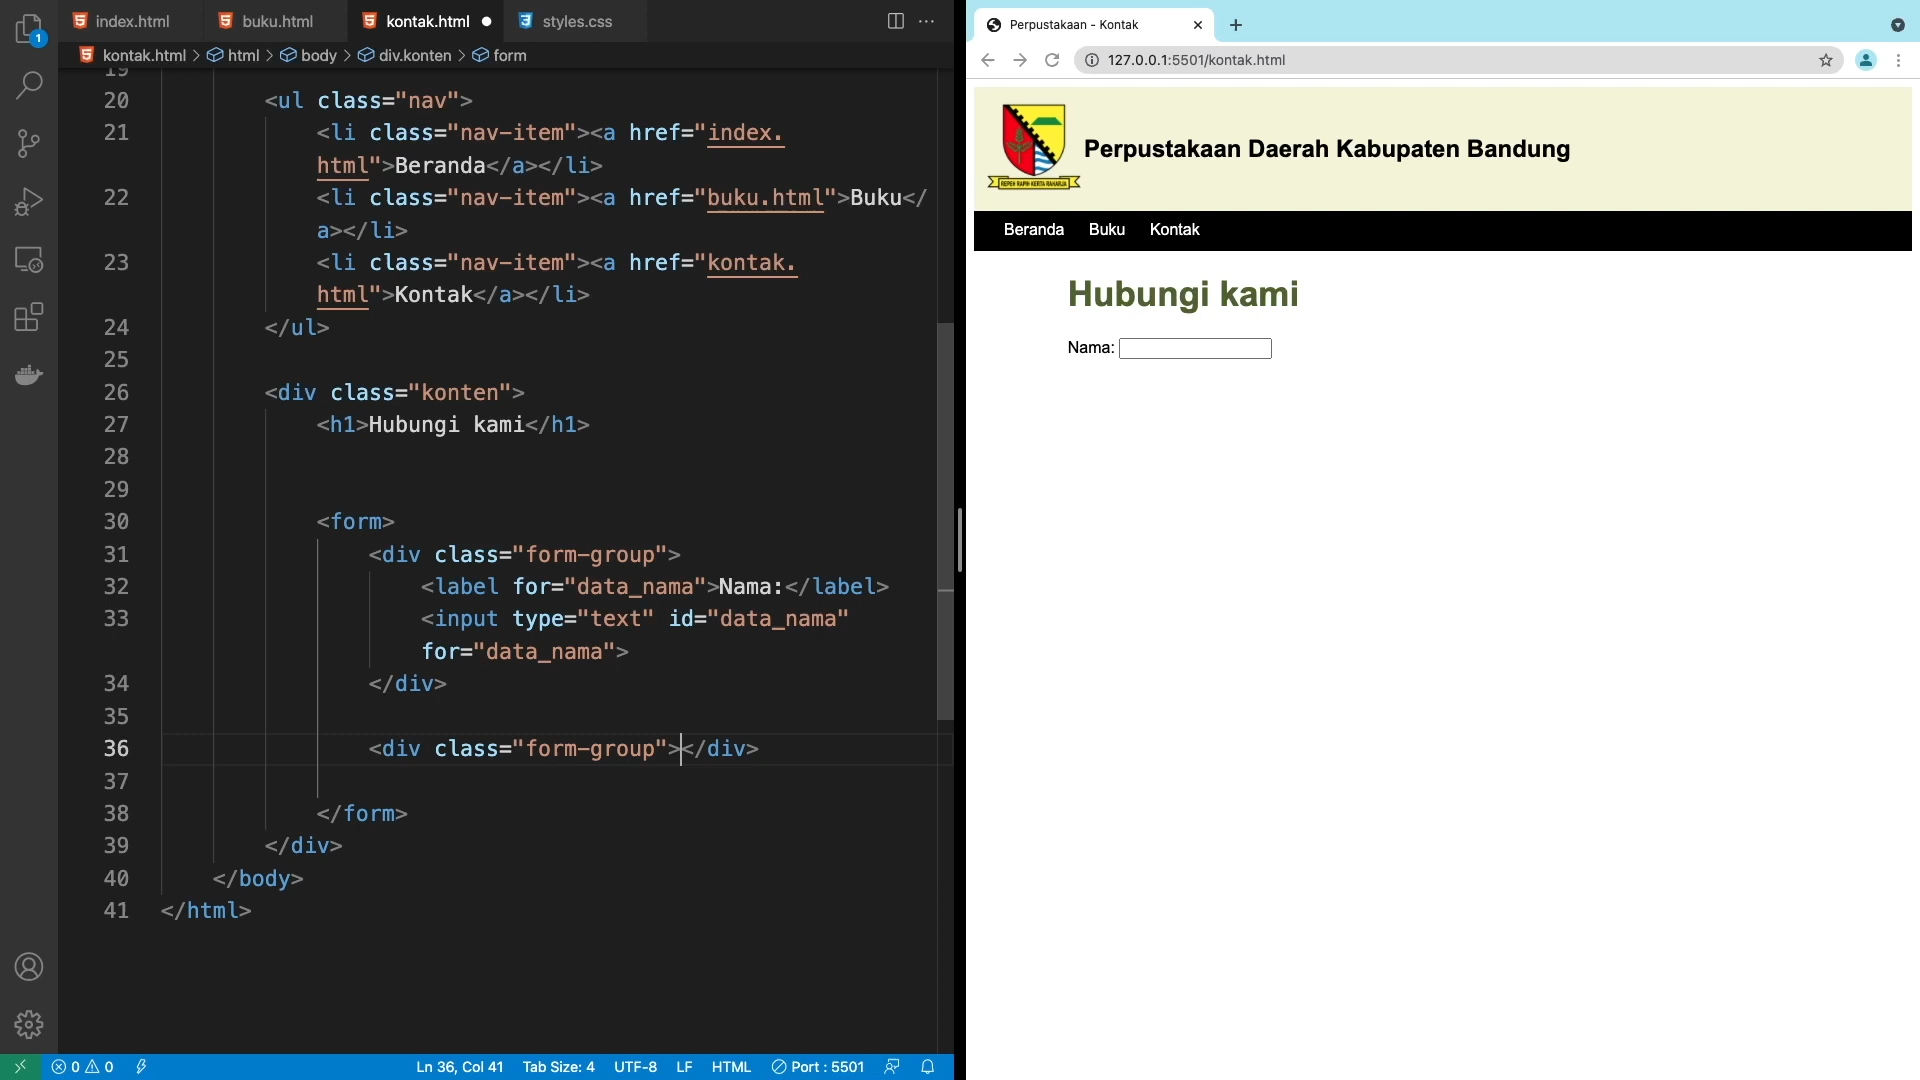 index.html
buku.html
kontak.html
styles.css
kontak.html > html > body > div.konten > form
19
20 <ul class="nav">
21 <li class="nav-item"><a href="index.
html">Beranda</a></li>
22 <li class="nav-item"><a href="buku.html">Buku</
a></li>
23 <li class="nav-item"><a href="kontak.
html">Kontak</a></li>
24 </ul>
25
26 <div class="konten">
27 <h1>Hubungi kami</h1>
28
29
30 <form>
31 <div class="form-group">
32 <label for="data_nama">Nama:</label>
33 <input type="text" id="data_nama"
for="data_nama">
34 </div>
35
36 <div class="form-group"></div>
37
38 </form>
39 </div>
40 </body>
41 </html>
1
0 0
Ln 36, Col 41
Tab Size: 4
UTF-8
LF
HTML
Port : 5501
Perpustakaan - Kontak
127.0.0.1:5501/kontak.html
REPEH RAPIH KERTA RAHARJA
Perpustakaan Daerah Kabupaten Bandung
Beranda Buku Kontak
Hubungi kami
Nama: